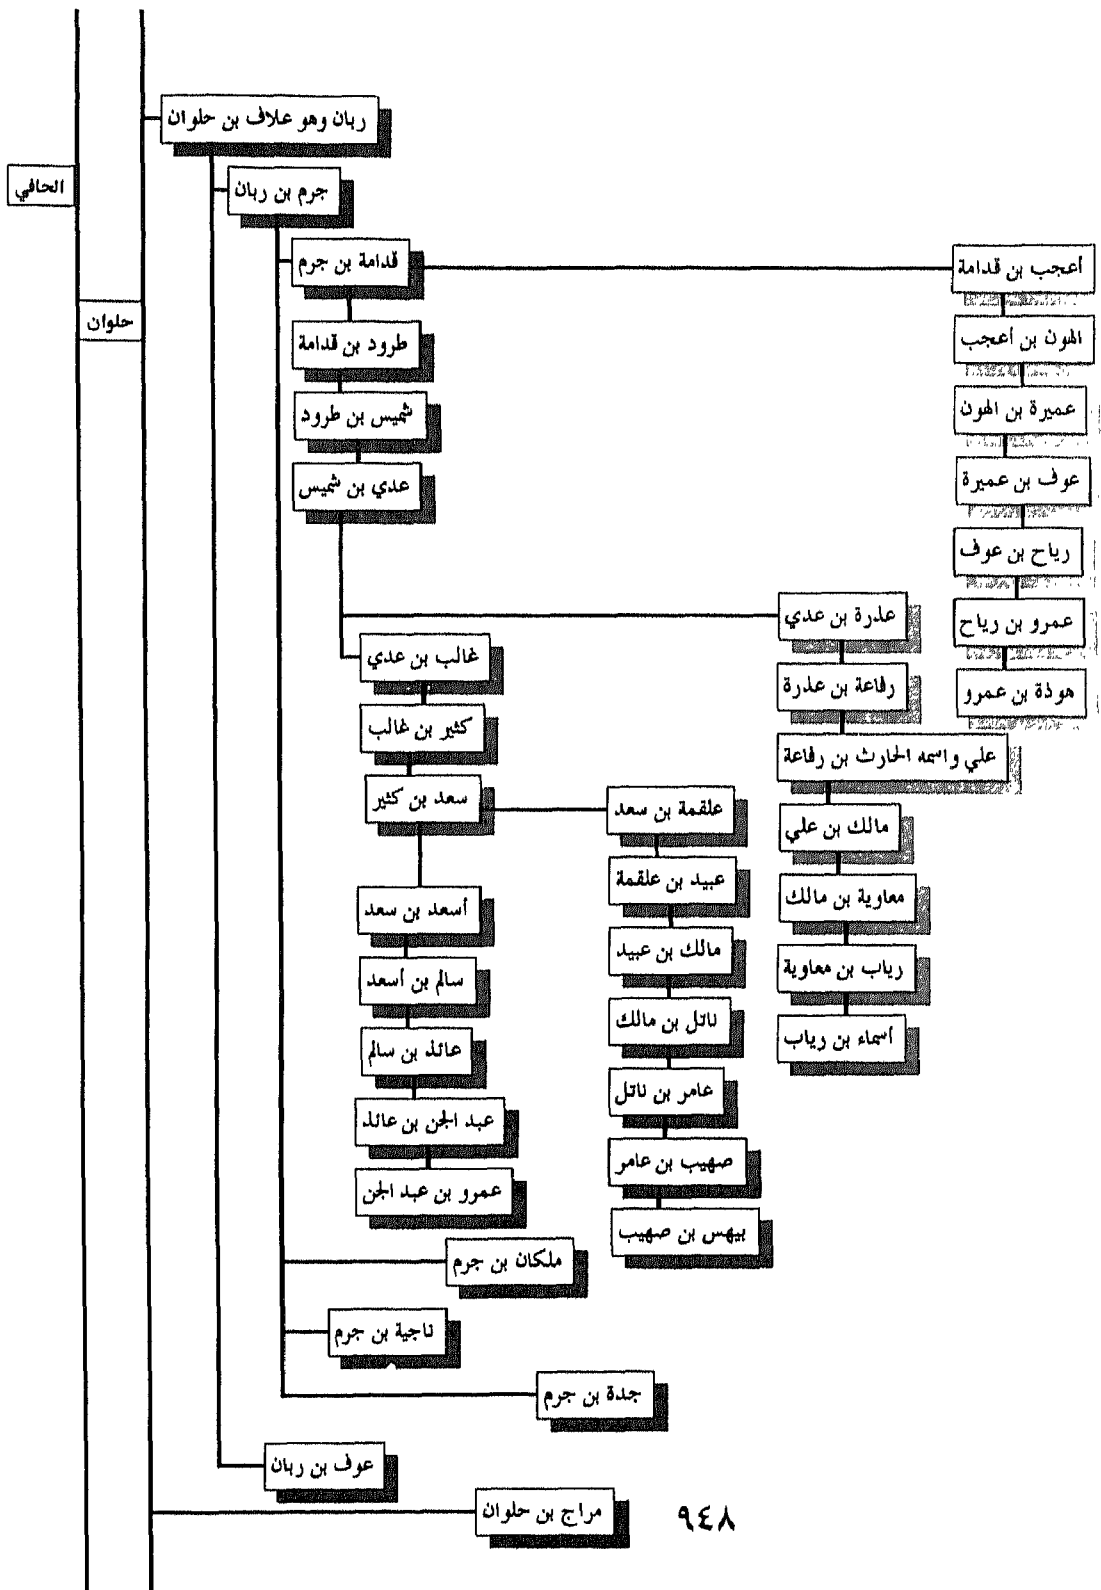 ربان وهو علاف بن حلوان
الحافي
جرم بن ربان
قدامة بن جرم
أعجب بن قدامة
حلوان
طرود بن قدامة
الهون بن أعجب
شميس بن طرود
عميرة بن الهون
عدي بن شميس
عوف بن عميرة
رياح بن عوف
عذرة بن عدي
عمرو بن رياح
غالب بن عدي
رفاعة بن عذرة
هوذة بن عمرو
كثير بن غالب
علي واسمه الحارث بن رفاعة
سعد بن كثير
علقمة بن سعد
مالك بن علي
عبيد بن علقمة
معاوية بن مالك
أسعد بن سعد
مالك بن عبيد
رياب بن معاوية
سالم بن أسعد
ناتل بن مالك
أسماء بن رياب
عائذ بن سالم
عامر بن ناتل
عبد الجن بن عائذ
صهيب بن عامر
عمرو بن عبد الجن
بيهس بن صهيب
ملكان بن جرم
ناجية بن جرم
جدة بن جرم
عوف بن ربان
مراج بن حلوان
٩٤٨